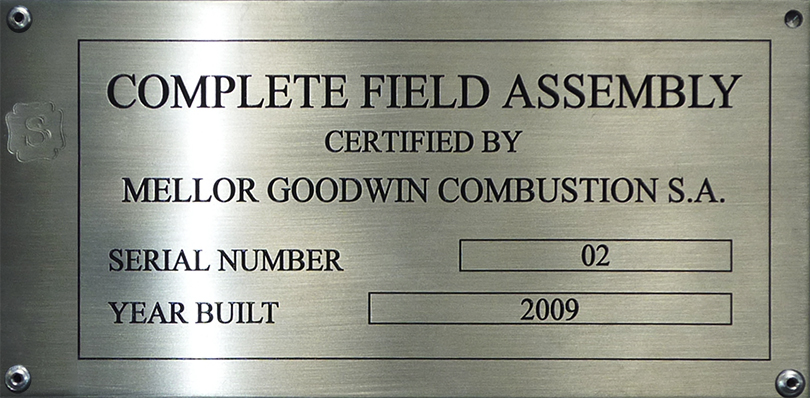 COMPLETE FIELD ASSEMBLY
CERTIFIED BY
MELLOR GOODWIN COMBUSTION S.A.
S
SERIAL NUMBER 02
YEAR BUILT 2009